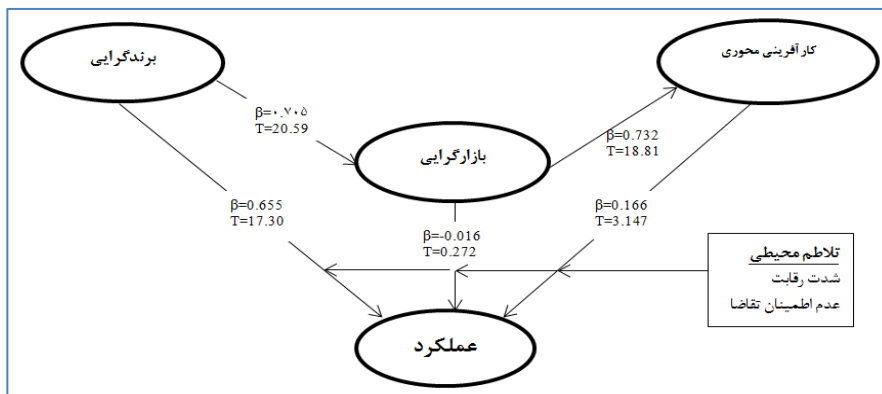 برندگرایی
کارآفرینی محوری
β=۰.۷۰۵
T=20.59
بازارگرایی
β=0.732
T=18.81
β=0.655
T=17.30
β=-0.016
T=0.272
β=0.166
T=3.147
تلاطم محیطی
شدت رقابت
عدم اطمینان تقاضا
عملکرد